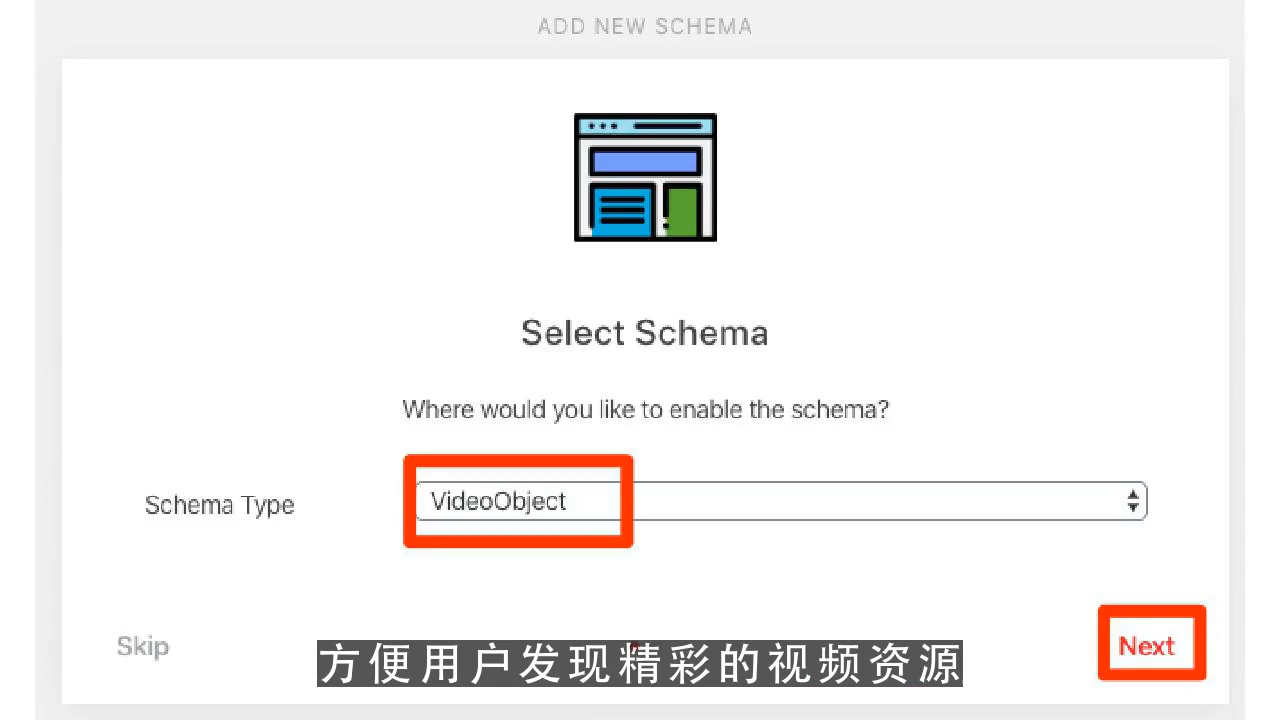 ADD NEW SCHEMA
Select Schema
Where would you like to enable the schema?
Schema Type
VideoObject
Skip
Next
方便用户发现精彩的视频资源